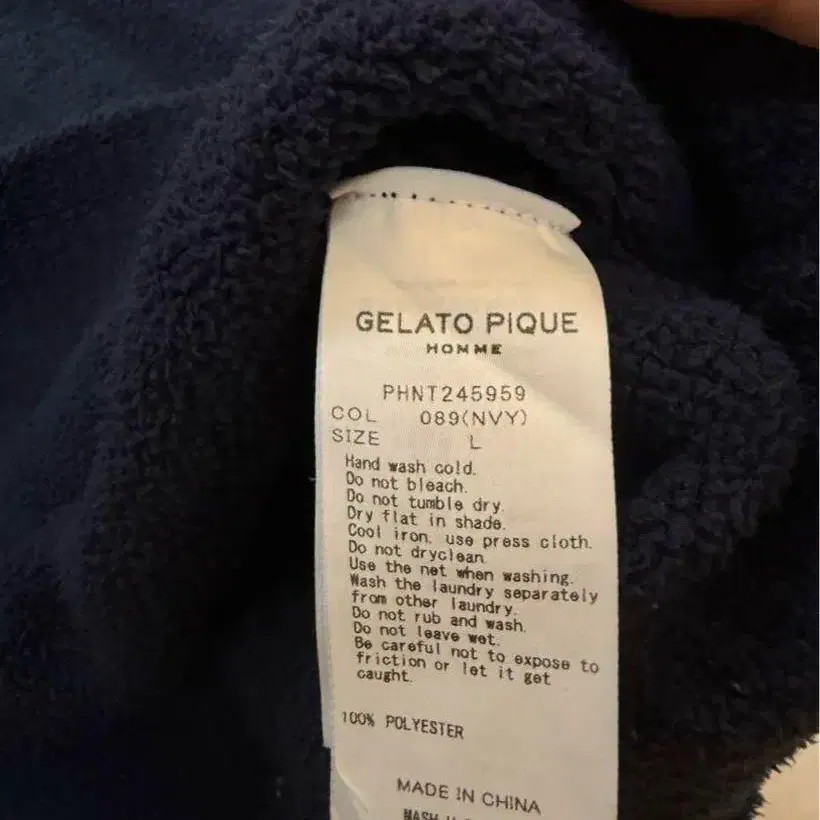 GELATO PIQUE
HOMME
PHNT245959
COL 089(NVY)
SIZE L
Hand wash cold.
Do not bleach.
Do not tumble dry.
Dry flat in shade.
Cool iron. use press cloth.
Do not dryclean.
Use the net when washing.
Wash the laundry separately
from other laundry.
Do not rub and wash.
Do not leave wet.
Be careful not to expose to
friction or let it get
caught.
100% POLYESTER
MADE IN CHINA